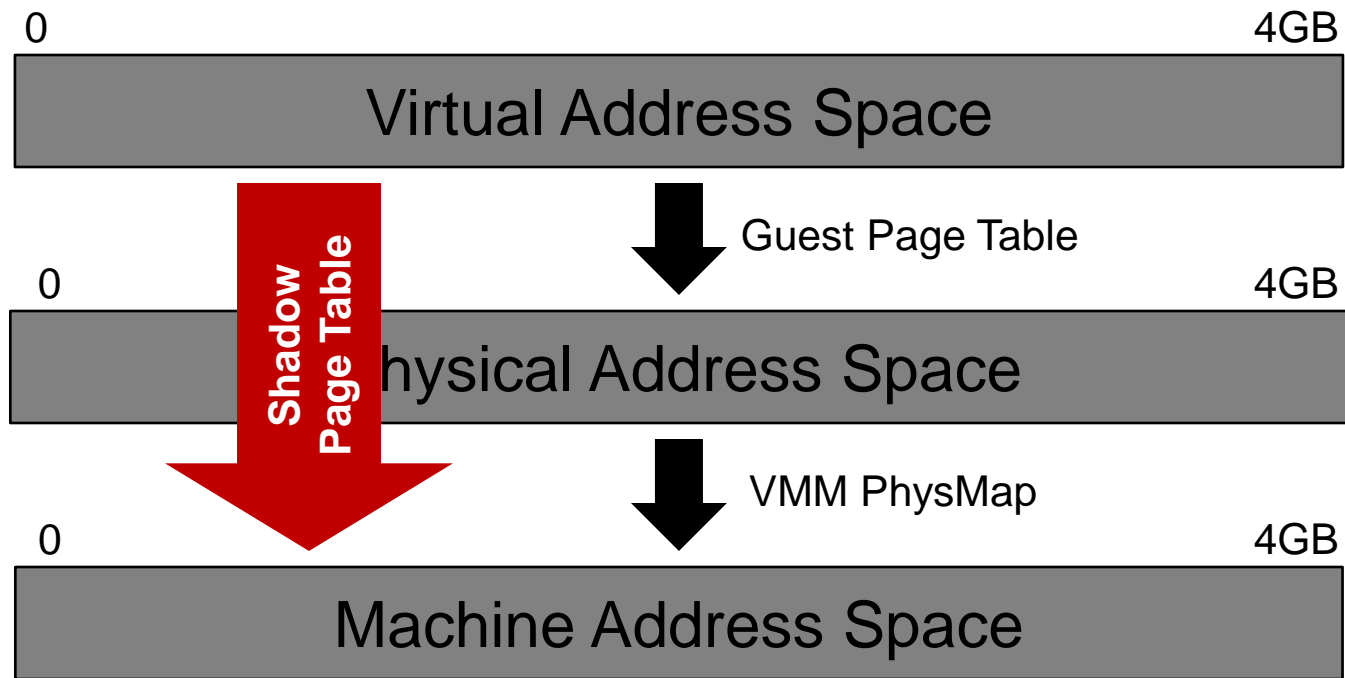 0 4GB
Virtual Address Space
Guest Page Table
Shadow
Page Table
0 4GB
hysical Address Space
VMM PhysMap
0 4GB
Machine Address Space